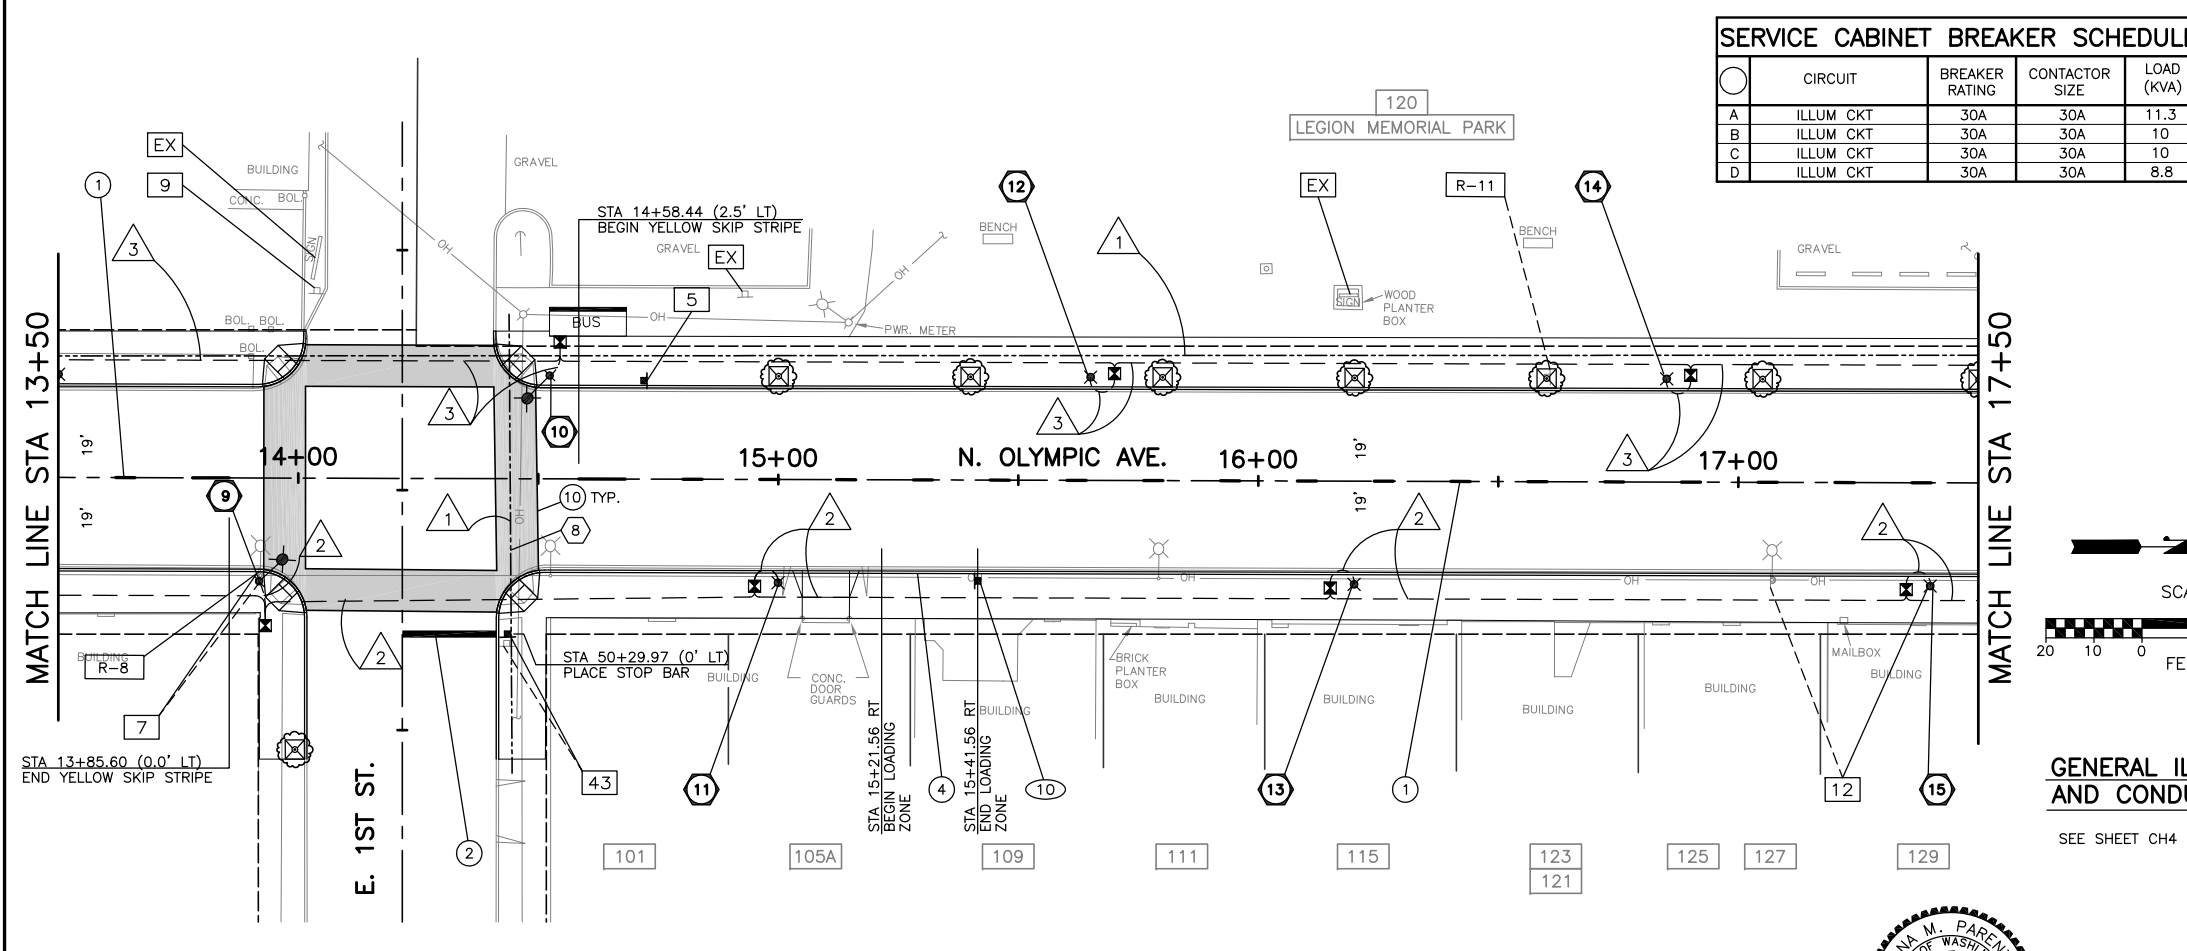 SERVICE CABINET BREAKER SCHEDULE
CIRCUIT
BREAKER RATING
CONTACTOR SIZE
LOAD (KVA)
A ILLUM CKT 30A 30A 11.3
B ILLUM CKT 30A 30A 10
C ILLUM CKT 30A 30A 10
D ILLUM CKT 30A 30A 8.8
120
LEGION MEMORIAL PARK
EX
9
1
3
BUILDING
CONC.
BOL.
SIGN
OH
GRAVEL
STA 14+58.44 (2.5' LT)
BEGIN YELLOW SKIP STRIPE
GRAVEL
EX
5
12
BENCH
1
EX
R-11
14
BENCH
GRAVEL
OH
SIGN
WOOD
PLANTER
BOX
BOL. BOL.
BOL.
BUS
OH
PWR. METER
MATCH LINE STA 13+50
MATCH LINE STA 17+50
3
10
3
3
19'
19'
14+00
15+00
N. OLYMPIC AVE.
16+00
17+00
19'
19'
9
10 TYP.
8
1
OH
2
2
2
2
OH
OH
OH
OH
2
BUILDING
R-8
7
STA 13+85.60 (0.0' LT)
END YELLOW SKIP STRIPE
STA 50+29.97 (0' LT)
PLACE STOP BAR
BUILDING
CONC.
DOOR
GUARDS
BUILDING
BRICK
PLANTER
BOX
BUILDING
BUILDING
BUILDING
BUILDING
MAILBOX
BUILDING
43
11
STA 15+21.56 RT
BEGIN LOADING
ZONE
4
STA 15+41.56 RT
END LOADING
ZONE
10
13
1
12
15
E. 1ST ST.
2
101
105A
109
111
115
123
121
125
127
129
SCA
20 10 0
FE
GENERAL IL
AND CONDU
SEE SHEET CH4
NA M. PAREN
OF WASHI